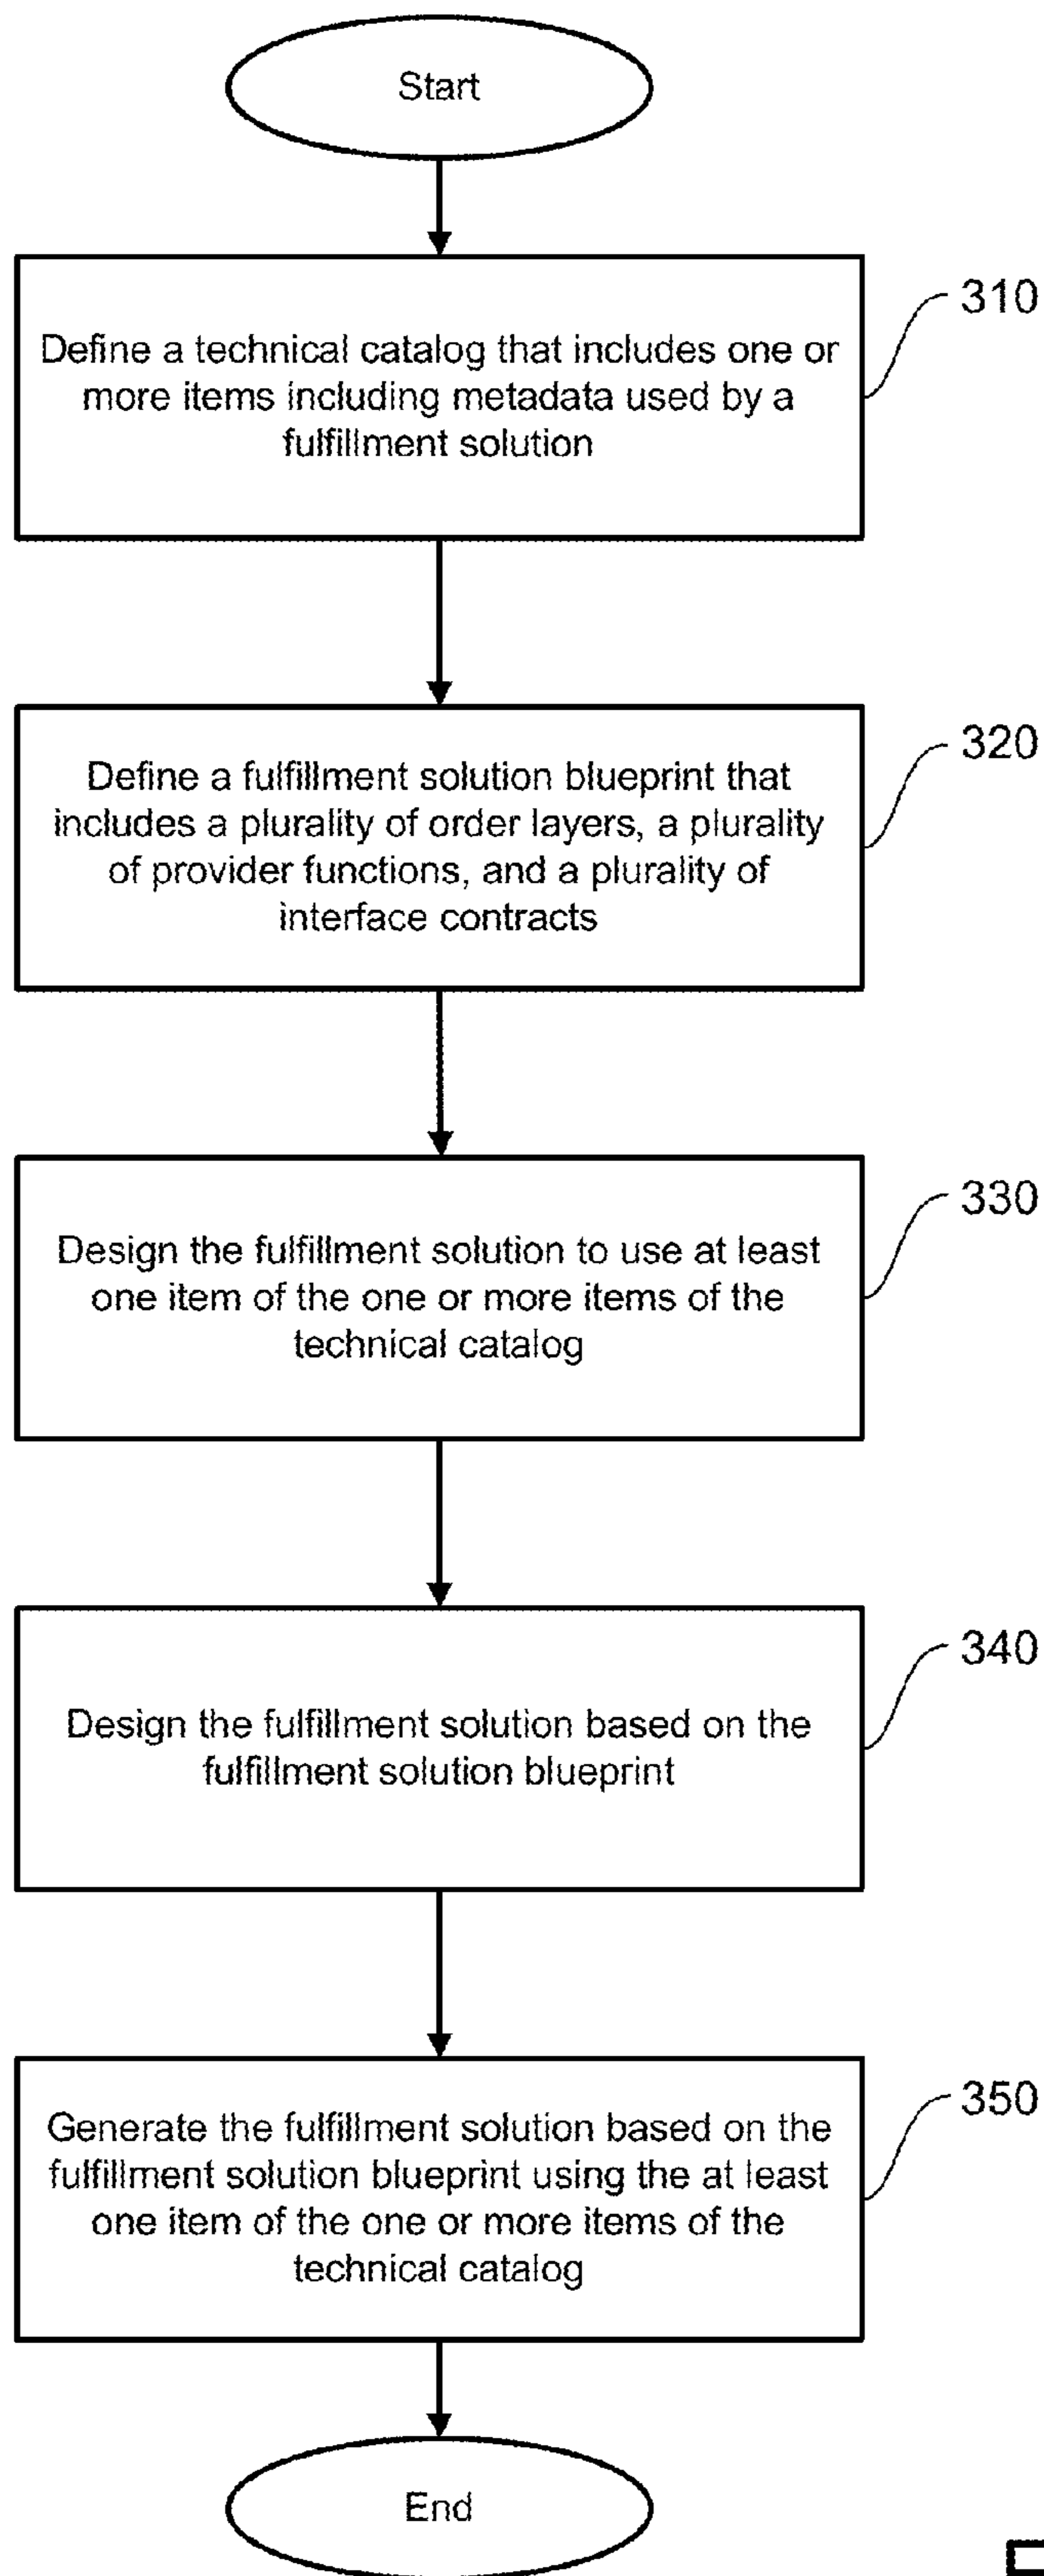 Start
310
Define a technical catalog that includes one or
more items including metadata used by a
fulfillment solution
320
Define a fulfillment solution blueprint that
includes a plurality of order layers, a plurality
of provider functions, and a plurality of
interface contracts
330
Design the fulfillment solution to use at least
one item of the one or more items of the
technical catalog
340
Design the fulfillment solution based on the
fulfillment solution blueprint
350
Generate the fulfillment solution based on the
fulfillment solution blueprint using the at least
one item of the one or more items of the
technical catalog
End